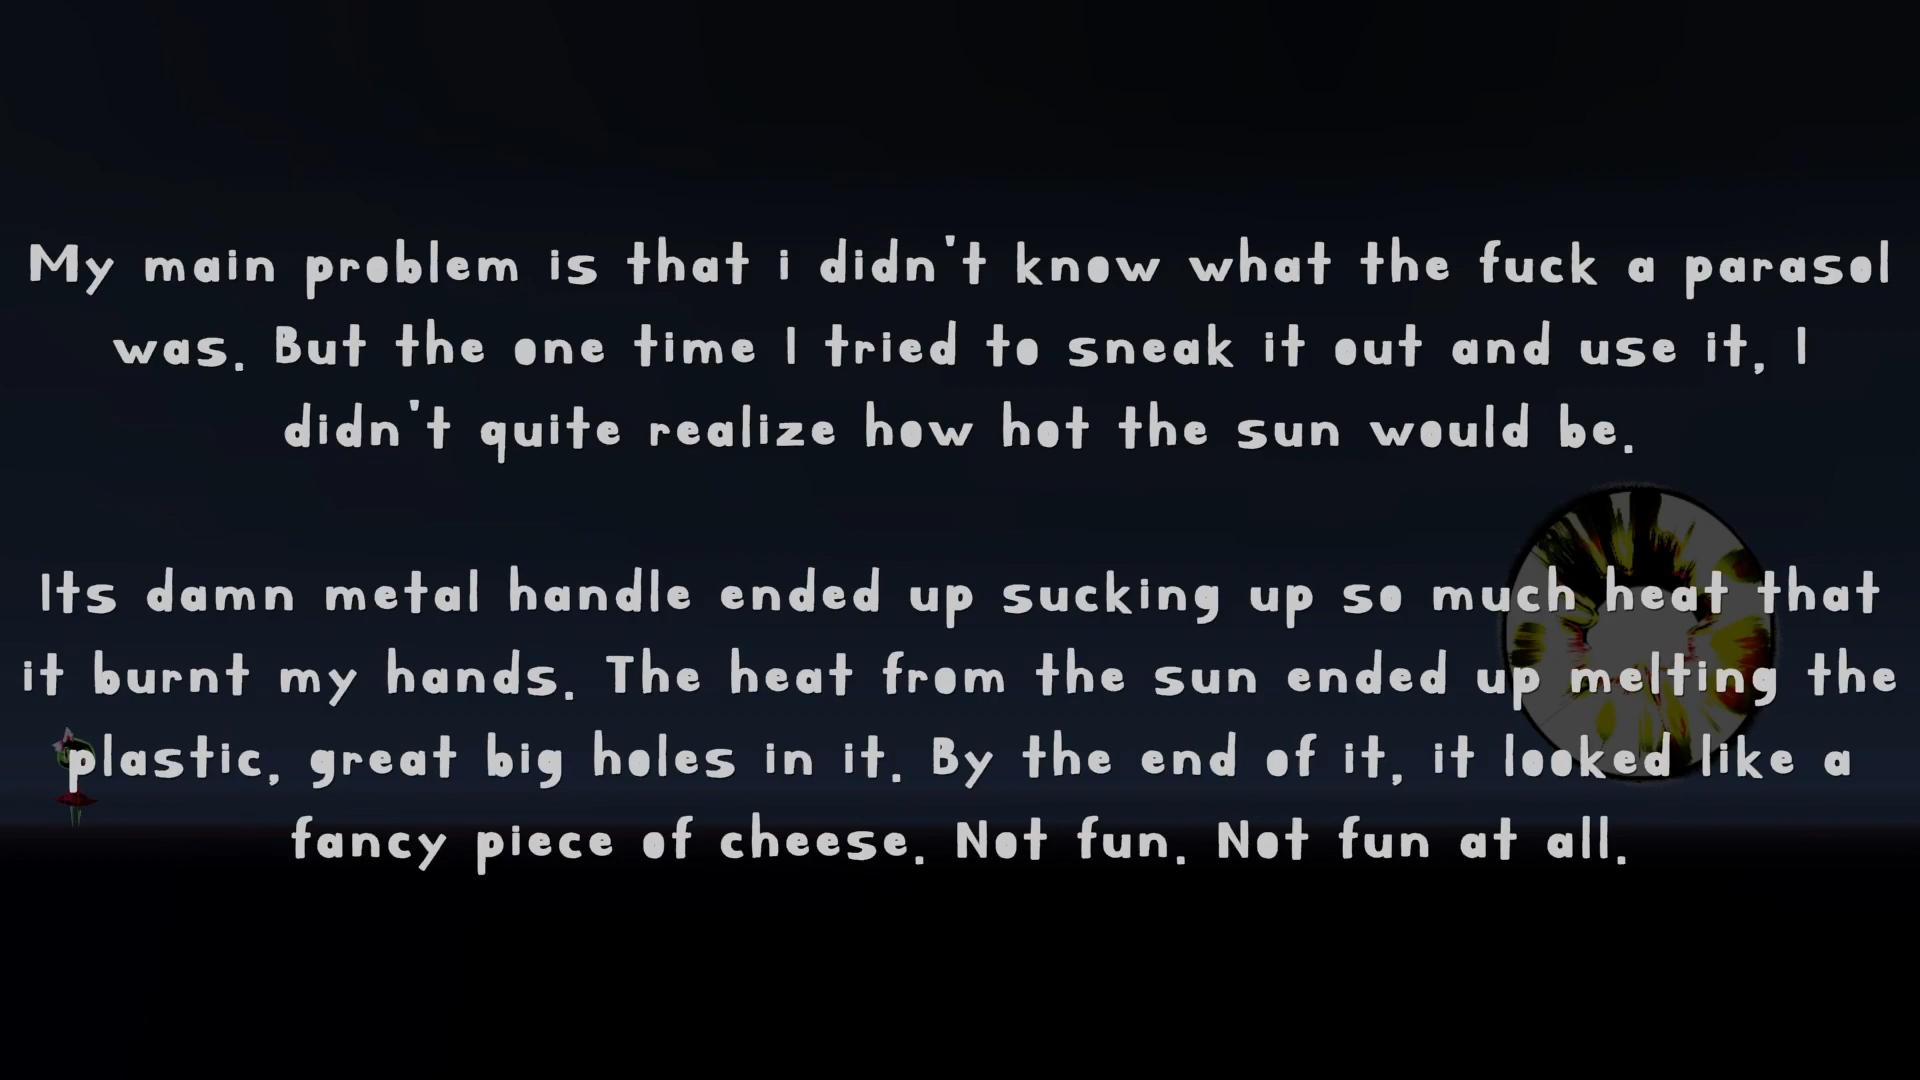 My main problem is that i didn't know what the fuck a parasol
was. But the one time I tried to sneak it out and use it, I
didn't quite realize how hot the sun would be.
Its damn metal handle ended up sucking up so much heat that
it burnt my hands. The heat from the sun ended up melting the
plastic, great big holes in it. By the end of it, it looked like a
fancy piece of cheese. Not fun. Not fun at all.